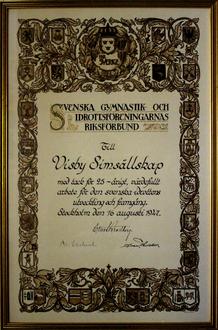 SVENSKA GYMNASTIK- OCH
IDROTTSFÖRENINGARNAS
RIKSFÖRBUND
Till
Visby Simsällskap
med tack för 25-årigt, värdefullt
arbete för den svenska idrottens
utveckling och framgång.
Stockholm den 16 augusti 1947.